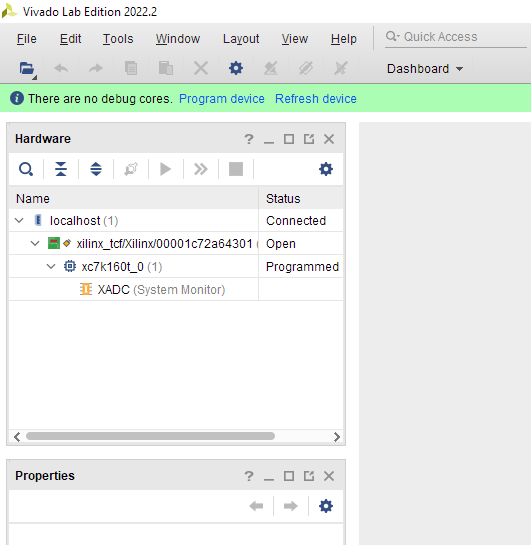 Vivado Lab Edition 2022.2
File Edit Tools Window Layout View Help Quick Access
Dashboard
There are no debug cores. Program device Refresh device
Hardware
Name Status
localhost (1) Connected
xilinx_tcf/Xilinx/00001c72a64301 ( Open
xc7k160t_0 (1) Programmed
XADC (System Monitor)
Properties